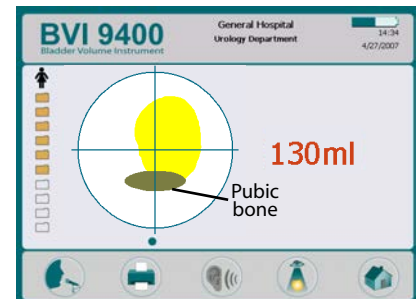 BVI 9400
Bladder Volume Instrument
General Hospital
Urology Department
14:34
4/27/2007
130ml
Pubic
bone